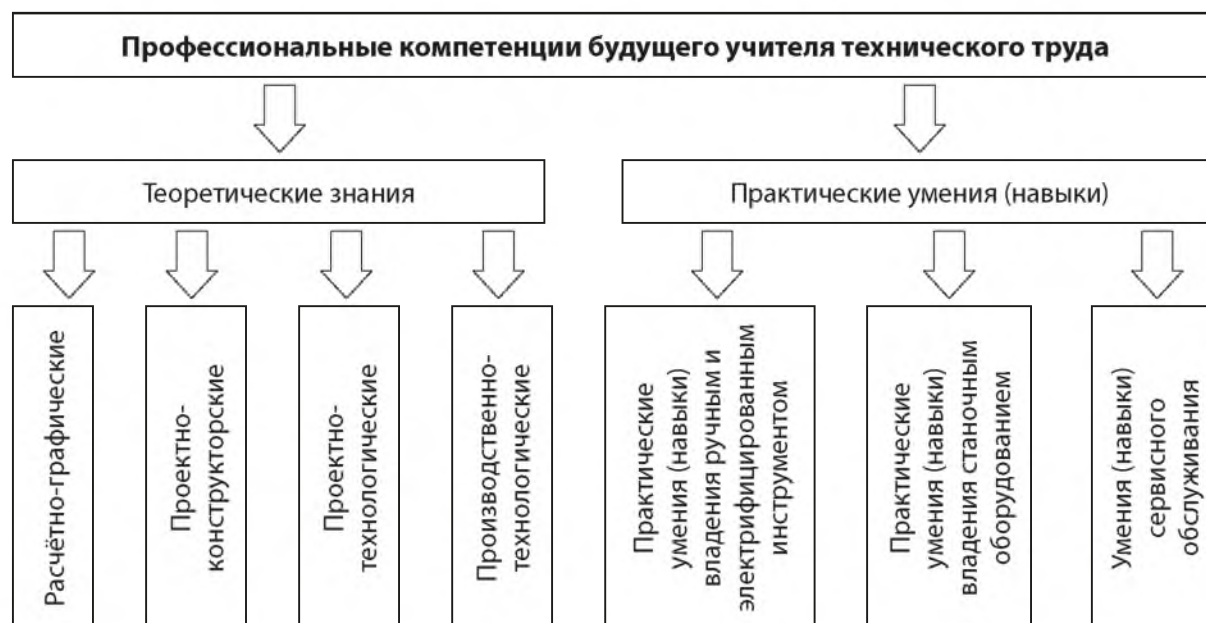 Профессиональные компетенции будущего учителя технического труда
Теоретические знания
Практические умения (навыки)
Расчётно-графические
Проектно-
конструкторские
Проектно-
технологические
Производственно-
технологические
Практические
умения (навыки)
владения ручным и
электрифицированным
инструментом
Практические
умения (навыки)
владения станочным
оборудованием
Умения (навыки)
сервисного
обслуживания